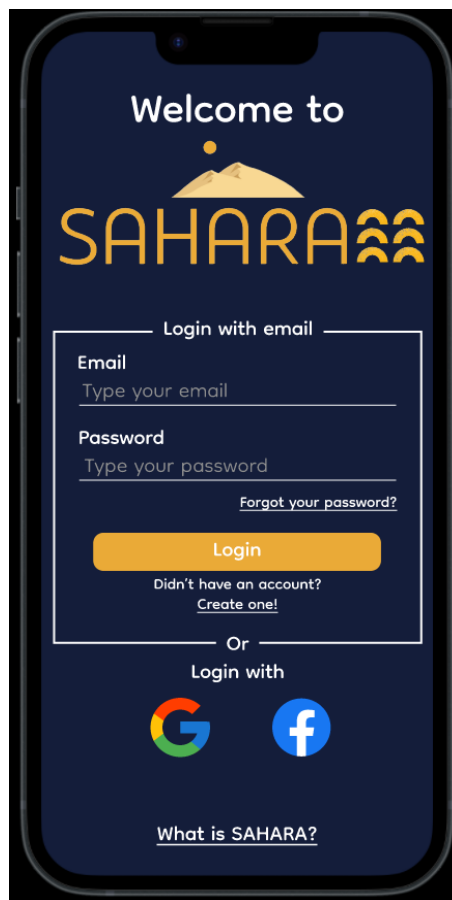 Welcome to
SAHARA
Login with email
Email
Type your email
Password
Type your password
Forgot your password?
Login
Didn't have an account?
Create one!
Or
Login with
What is SAHARA?